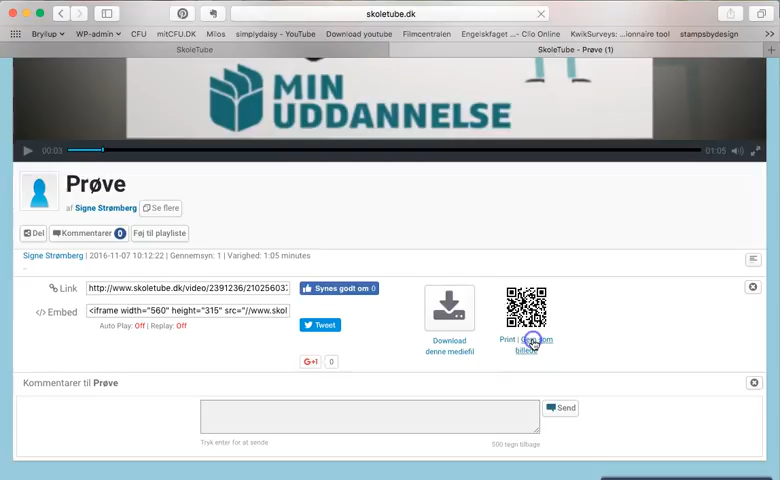 skoletube.dk
Bryllup WP-admin CFU mitCFU.DK Milos simplydaisy - YouTube Download youtube Filmcentralen Engelskfaget ...- Clio Online KwikSurveys: ...ionnaire tool stampsbydesign
SkoleTube
SkoleTube - Prøve (1)
MIN
UDDANNELSE
00:03
01:05
Prøve
af Signe Strømberg
Se flere
Del
Kommentarer 0
Føj til playliste
Signe Strømberg | 2016-11-07 10:12:22 | Gennemsyn: 1 | Varighed: 1:05 minutes
..
Link
http://www.skoletube.dk/video/2391236/21025603
Synes godt om 0
Embed
<iframe width="560" height="315" src="//www.skol
Auto Play: Off | Replay: Off
Tweet
G+1 0
Download
denne mediefil
Print | Gem som
billede
Kommentarer til Prøve
Send
Tryk enter for at sende
500 tegn tilbage